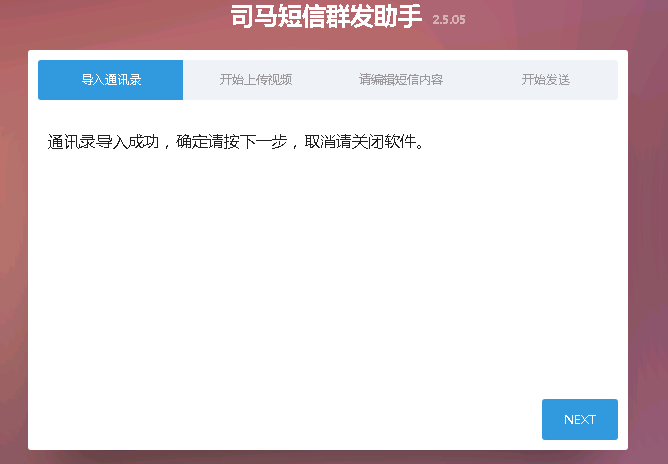 司马短信群发助手 2.5.05
导入通讯录 开始上传视频 请编辑短信内容 开始发送
通讯录导入成功，确定请按下一步，取消请关闭软件。
NEXT